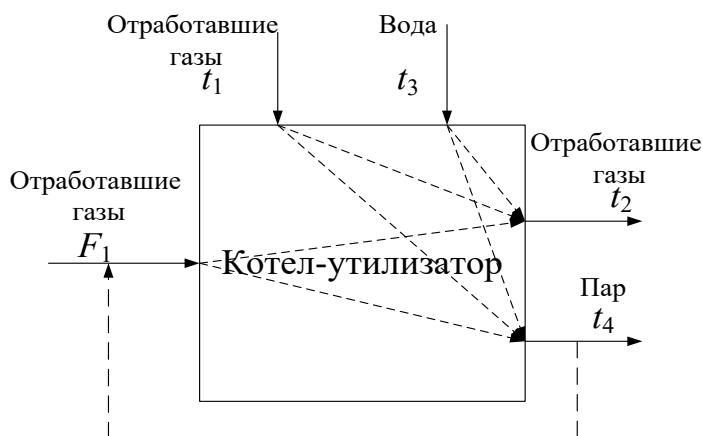 Отработавшие
газы
t1
Вода
t3
Отработавшие
газы
t2
Отработавшие
газы
F1
Котел-утилизатор
Пар
t4